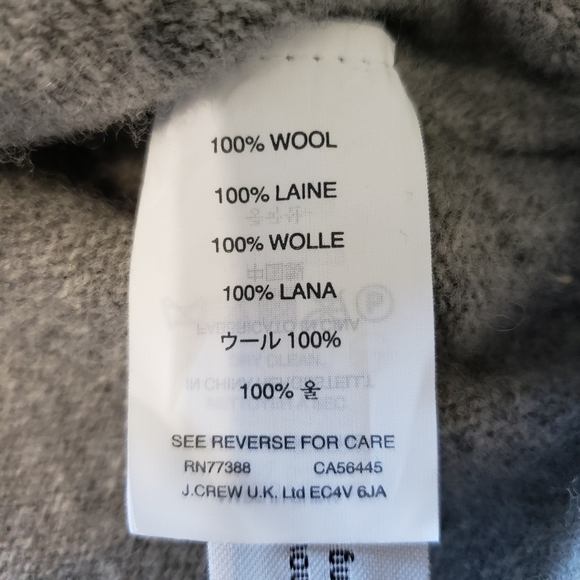 100% WOOL
100% LAINE
100% WOLLE
100% LANA
ウール 100%
100% 울
SEE REVERSE FOR CARE
RN77388 CA56445
J.CREW U.K. Ltd EC4V 6JA